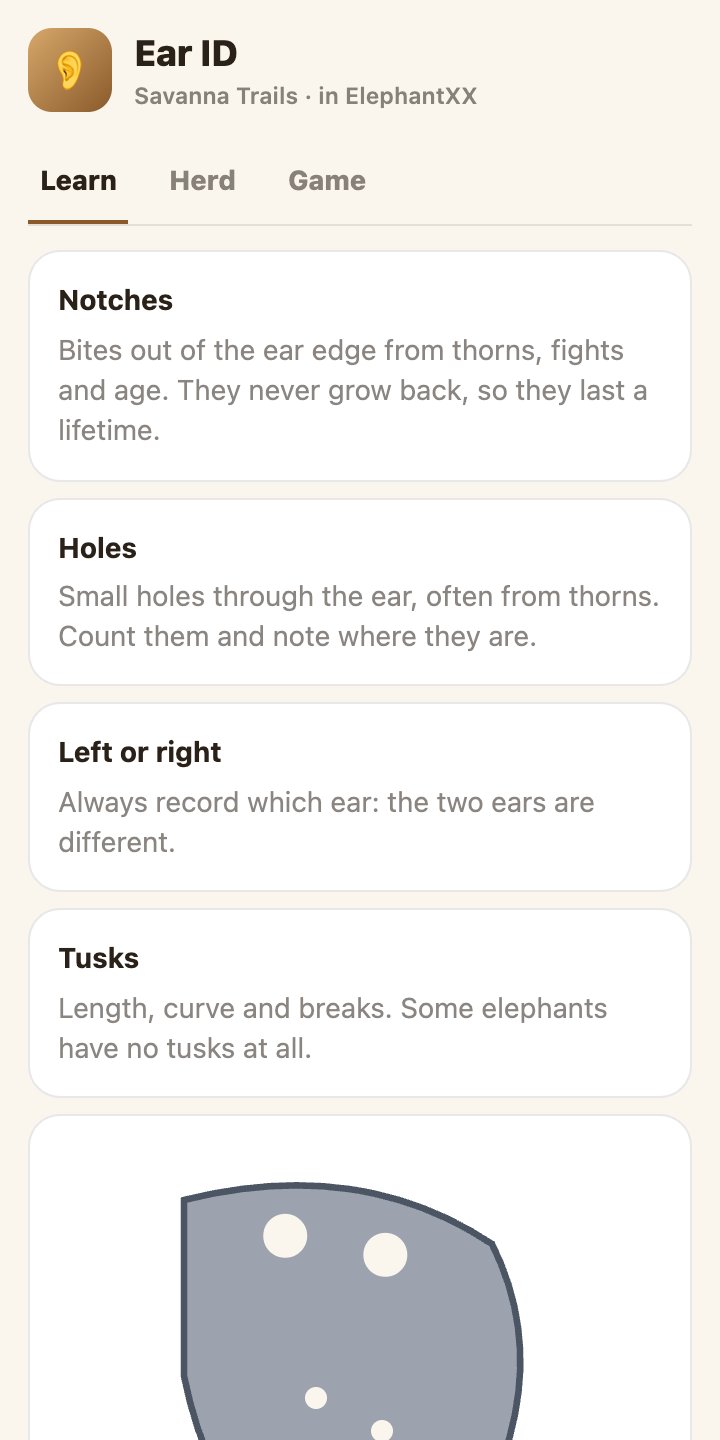 Ear ID
Savanna Trails · in ElephantXX
Learn
Herd
Game
Notches
Bites out of the ear edge from thorns, fights
and age. They never grow back, so they last a
lifetime.
Holes
Small holes through the ear, often from thorns.
Count them and note where they are.
Left or right
Always record which ear: the two ears are
different.
Tusks
Length, curve and breaks. Some elephants
have no tusks at all.